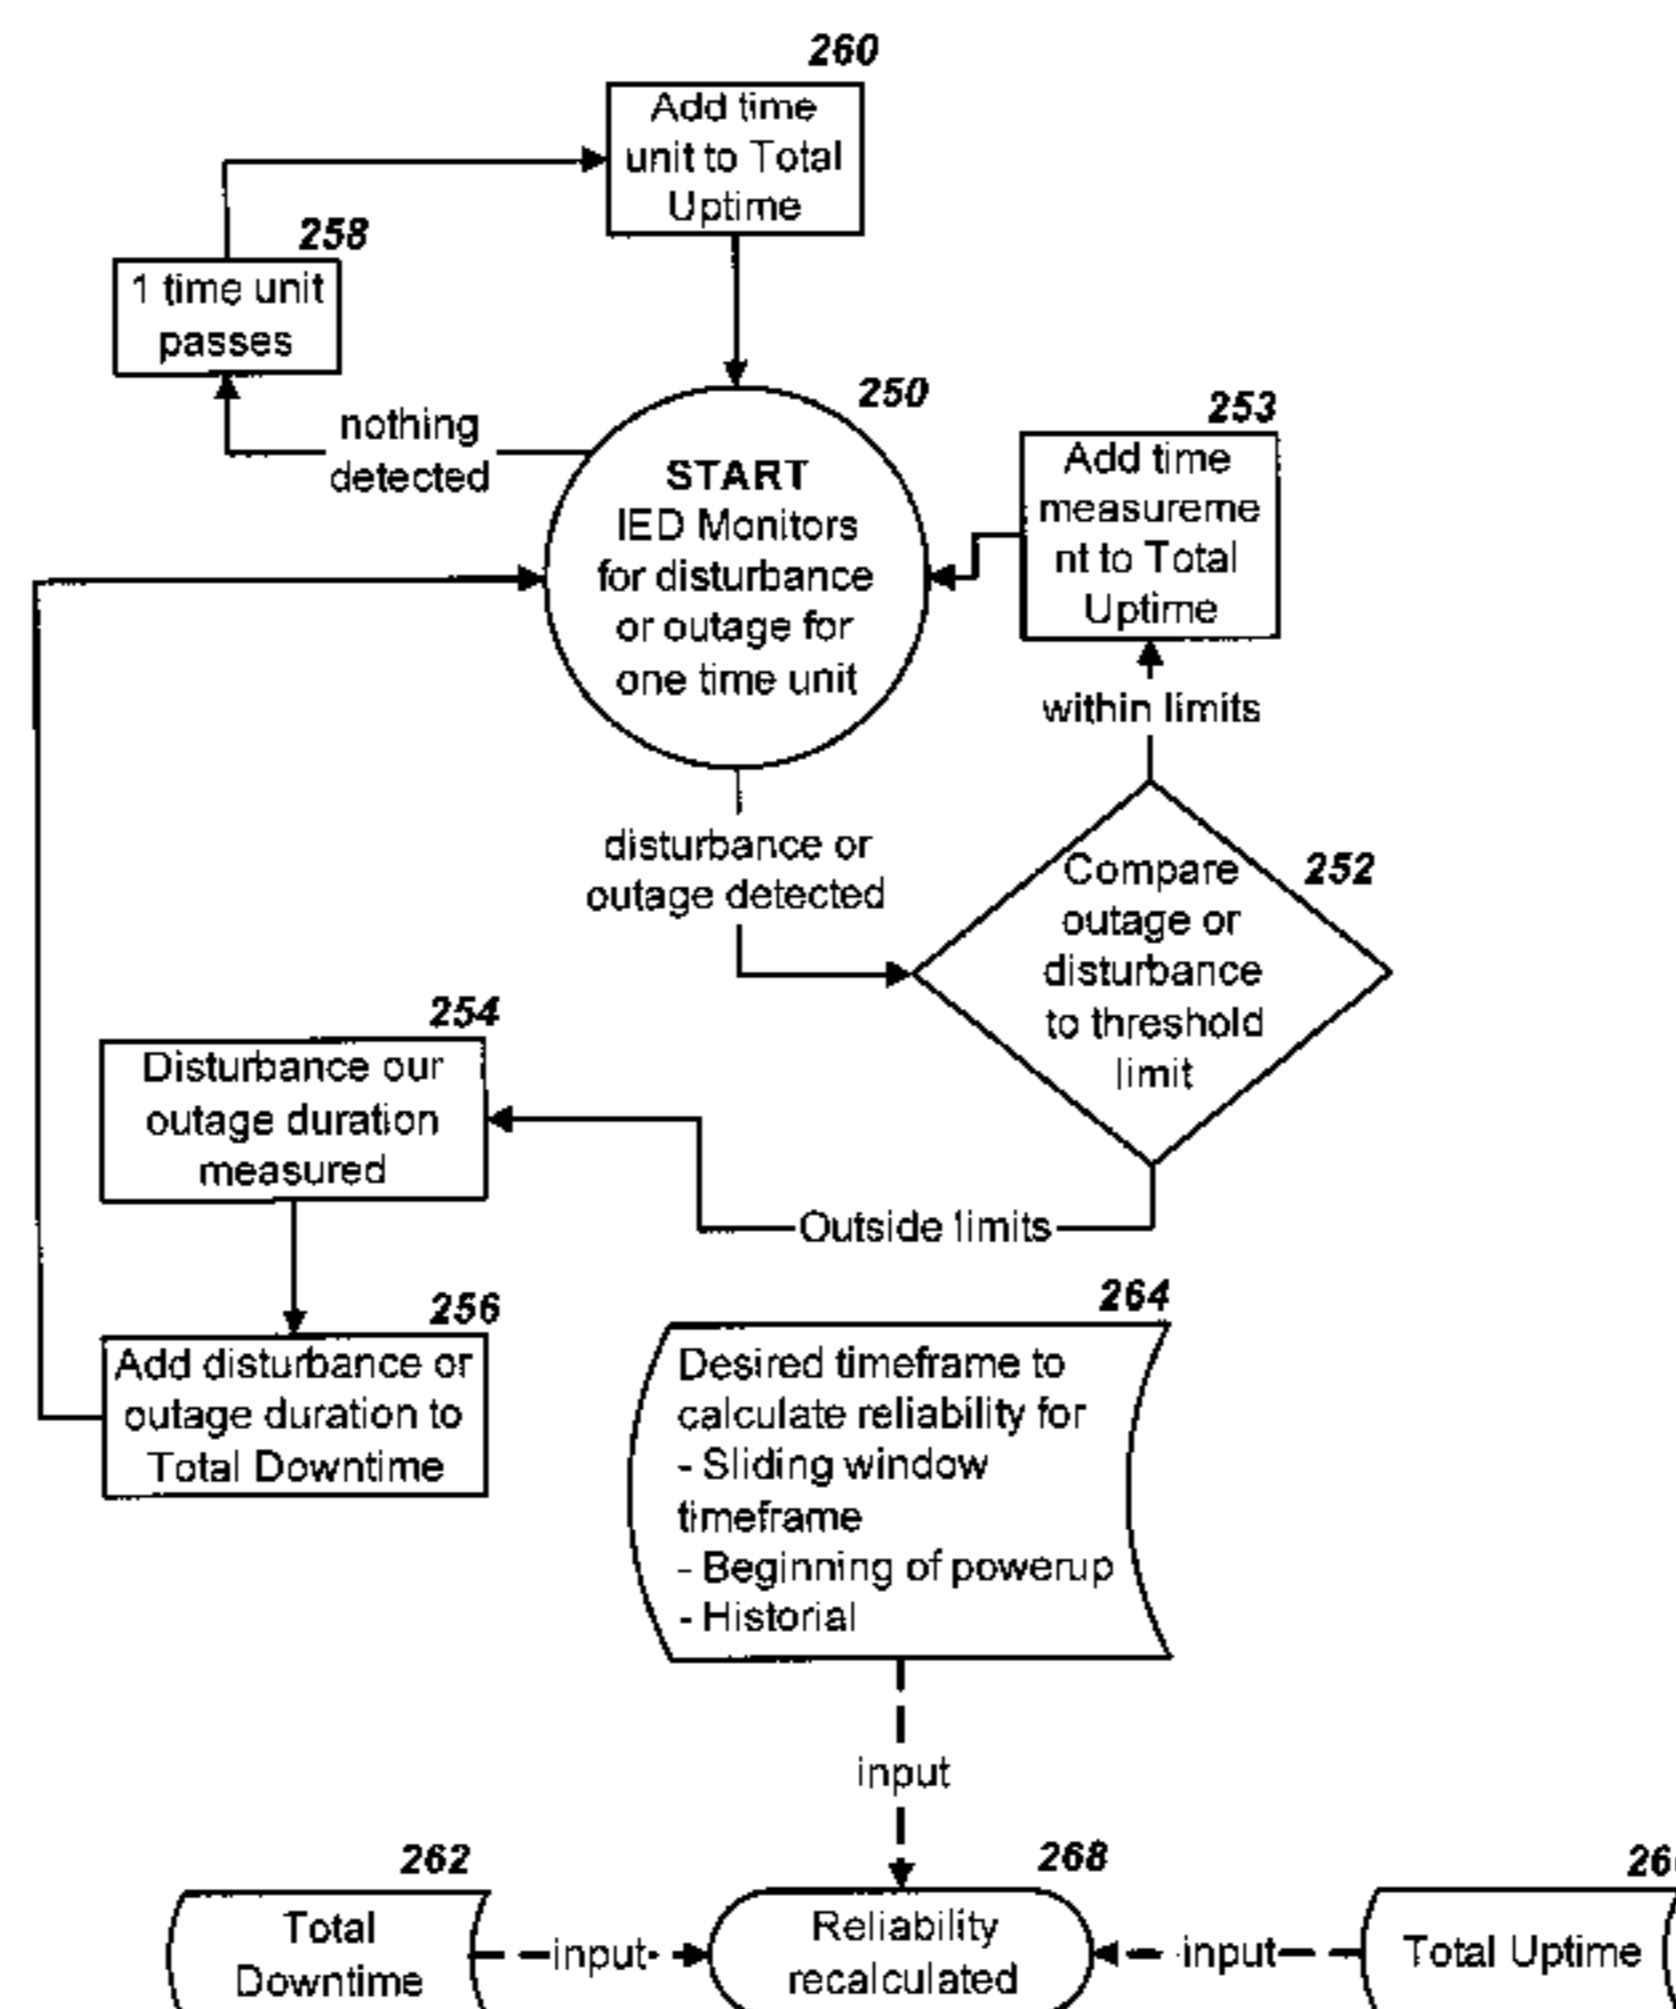 260
Add time
unit to Total
Uptime
258
1 time unit
passes
nothing
detected
250
START
IED Monitors
for disturbance
or outage for
one time unit
253
Add time
measureme
nt to Total
Uptime
within limits
disturbance or
outage detected
252
Compare
outage or
disturbance
to threshold
limit
254
Disturbance our
outage duration
measured
Outside limits
256
Add disturbance or
outage duration to
Total Downtime
264
Desired timeframe to
calculate reliability for
- Sliding window
timeframe
- Beginning of powerup
- Historial
input
262
Total
Downtime
input
268
Reliability
recalculated
input
Total Uptime